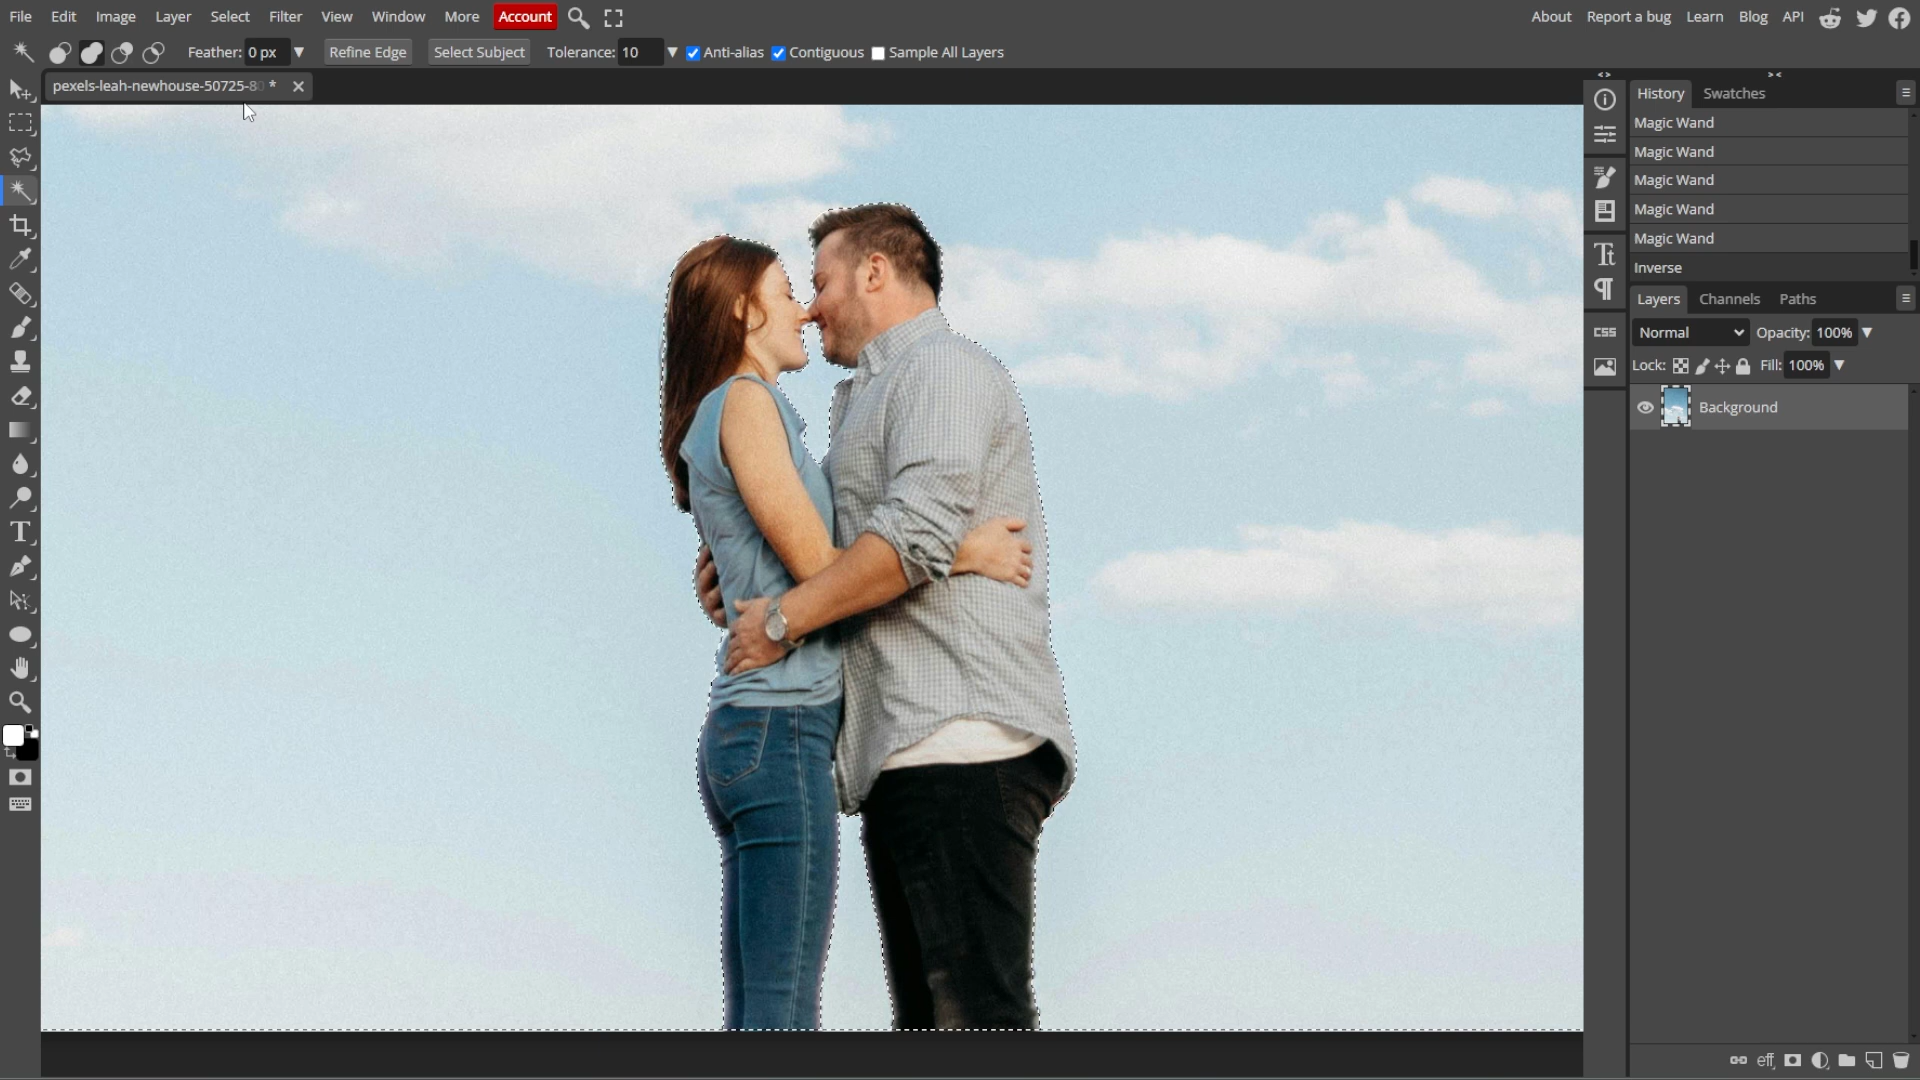 File Edit Image Layer Select Filter View Window More Account About Report a bug Learn Blog API
Feather: 0 px Refine Edge Select Subject Tolerance: 10 Anti-alias Contiguous Sample All Layers
pexels-leah-newhouse-50725-80 *
History Swatches
Magic Wand
Magic Wand
Magic Wand
Magic Wand
Magic Wand
Inverse
Layers Channels Paths
Normal Opacity: 100%
CSS
Lock: Fill: 100%
Background
eff